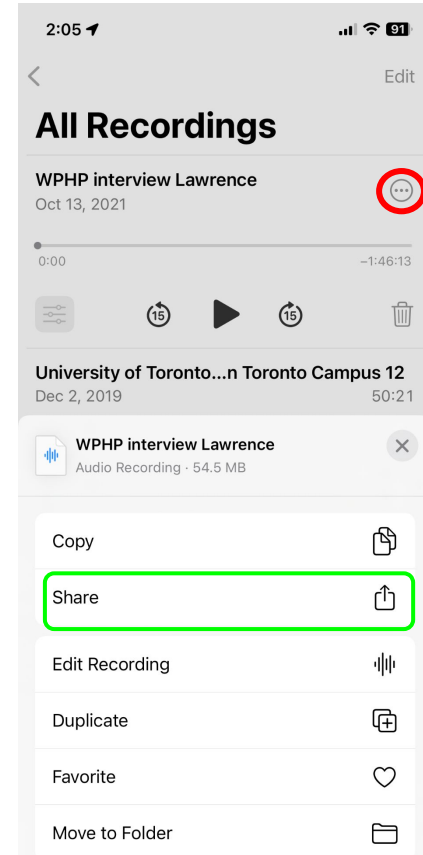 2:05
91
Edit
All Recordings
WPHP interview Lawrence
Oct 13, 2021
0:00 −1:46:13
15 15
University of Toronto...n Toronto Campus 12
Dec 2, 2019 50:21
WPHP interview Lawrence
Audio Recording · 54.5 MB
Copy
Share
Edit Recording
Duplicate
Favorite
Move to Folder